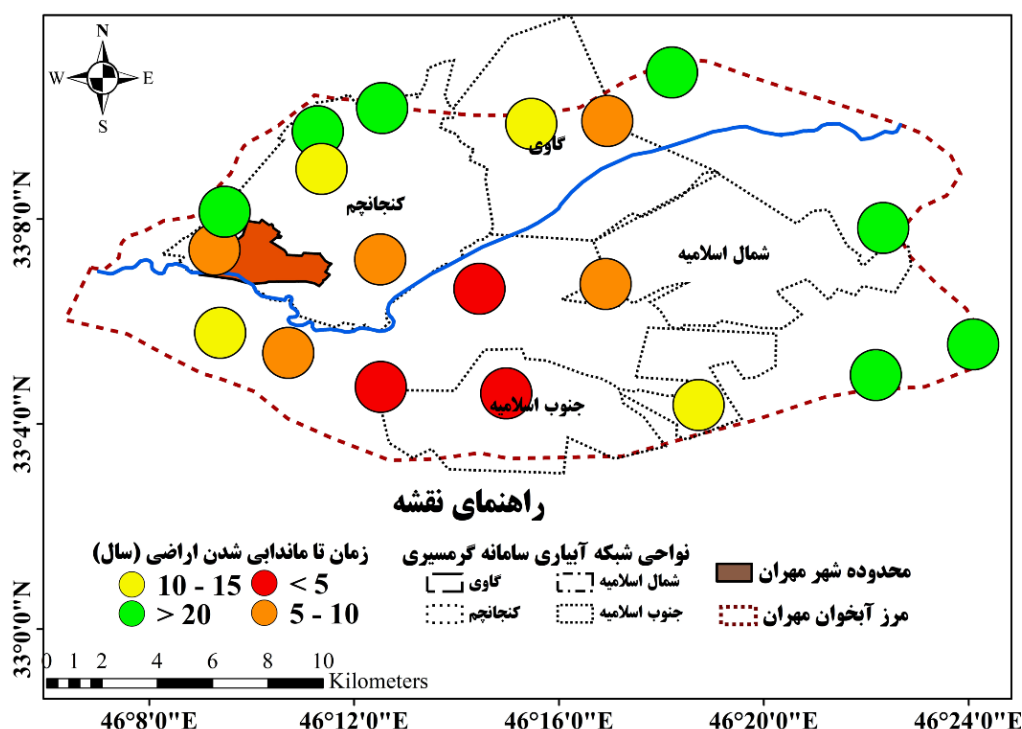 N
W E
S
گاوی
کنجانچم
شمال اسلامیه
جنوب اسلامیه
33°8'0"N
33°4'0"N
33°0'0"N
راهنمای نقشه
زمان تا ماندابی شدن اراضی (سال)
10 - 15
< 5
> 20
5 - 10
نواحی شبکه آبیاری سامانه گرمسیری
گاوی
شمال اسلامیه
کنجانچم
جنوب اسلامیه
محدوده شهر مهران
مرز آبخوان مهران
0 1 2 4 6 8 10
Kilometers
46°8'0"E 46°12'0"E 46°16'0"E 46°20'0"E 46°24'0"E